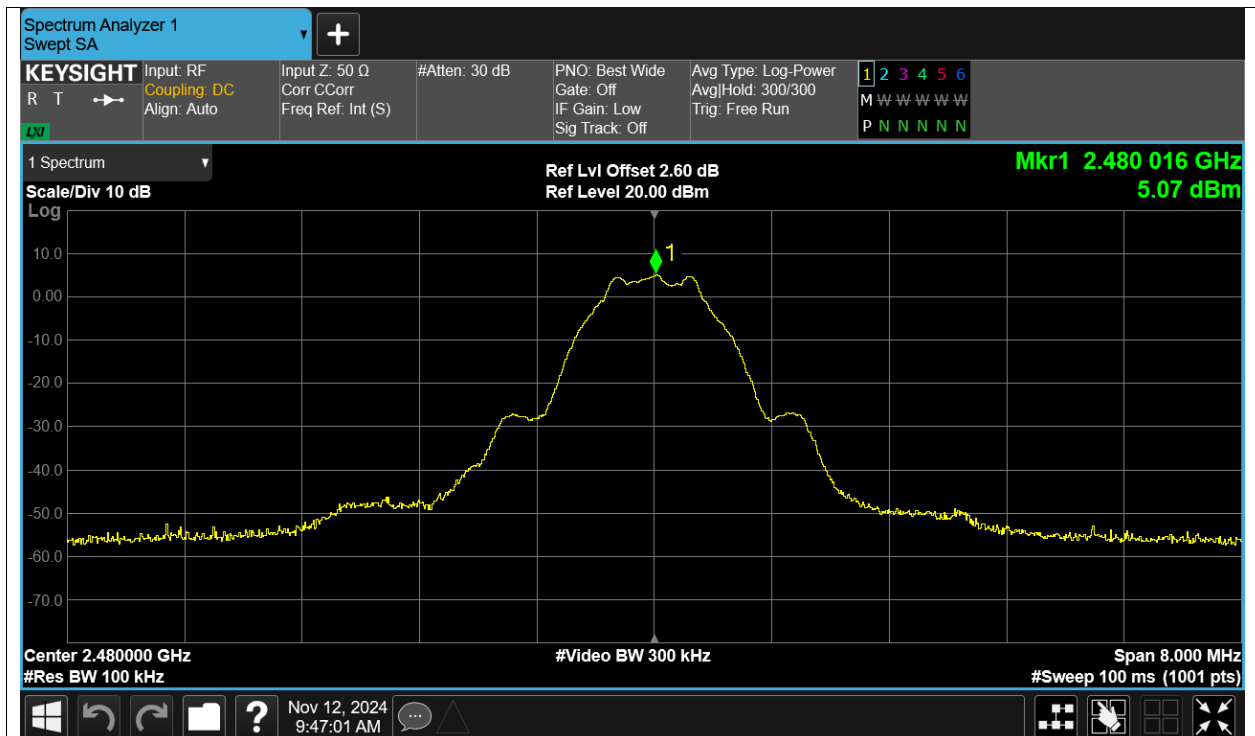 Spectrum Analyzer 1
Swept SA
+
KEYSIGHT
R T
LXI
Input: RF
Coupling: DC
Align: Auto
Input Z: 50 Ω
Corr CCorr
Freq Ref: Int (S)
#Atten: 30 dB
PNO: Best Wide
Gate: Off
IF Gain: Low
Sig Track: Off
Avg Type: Log-Power
Avg|Hold: 300/300
Trig: Free Run
1 2 3 4 5 6
M W W W W W
P N N N N N
1 Spectrum
Scale/Div 10 dB
Log
Ref Lvl Offset 2.60 dB
Ref Level 20.00 dBm
Mkr1 2.480 016 GHz
5.07 dBm
1
10.0
0.00
-10.0
-20.0
-30.0
-40.0
-50.0
-60.0
-70.0
Center 2.480000 GHz
#Res BW 100 kHz
#Video BW 300 kHz
Span 8.000 MHz
#Sweep 100 ms (1001 pts)
?
Nov 12, 2024
9:47:01 AM